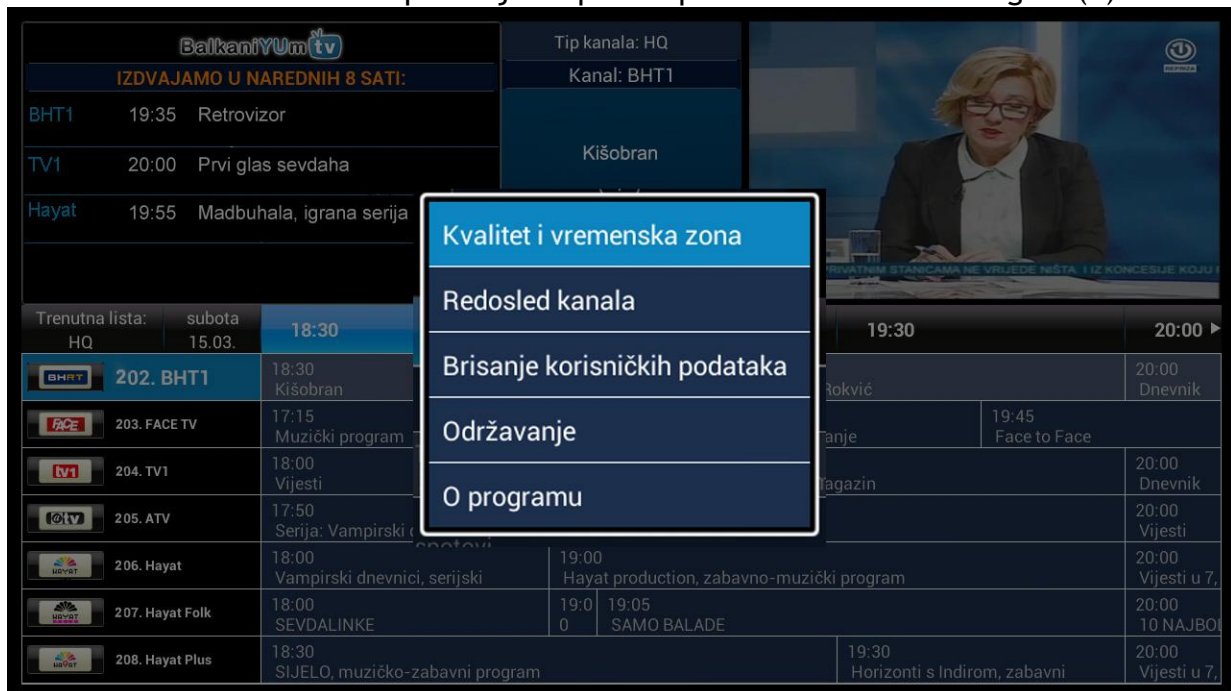 BalkaniYUm tv
IZDVAJAMO U NAREDNIH 8 SATI:
BHT1 19:35 Retrovizor
TV1 20:00 Prvi glas sevdaha
Hayat 19:55 Madbuhala, igrana serija
Tip kanala: HQ
Kanal: BHT1
Kišobran
PRIVATNIM STANICAMA NE VRIJEDE NIŠTA. I IZ KONCESIJE KOJU
Kvalitet i vremenska zona
Redosled kanala
Brisanje korisničkih podataka
Održavanje
O programu
Trenutna lista: subota 18:30 19:30 20:00
HQ 15.03.
BHRT 202. BHT1 18:30 20:00
Kišobran Rokvić Dnevnik
FACE 203. FACE TV 17:15 19:45
Muzički program Face to Face
tv1 204. TV1 18:00 20:00
Vijesti Dnevnik
@tv 205. ATV 17:50 20:00
Serija: Vampirski Vijesti
HAYAT 206. Hayat 18:00 19:00 20:00
Vampirski dnevnici, serijski Hayat production, zabavno-muzički program Vijesti u 7,
HAYAT 207. Hayat Folk 18:00 19:0 19:05 20:00
SEVDALINKE 0 SAMO BALADE 10 NAJBOL
HAYAT 208. Hayat Plus 18:30 19:30 20:00
SIJELO, muzičko-zabavni program Horizonti s Indirom, zabavni Vijesti u 7,